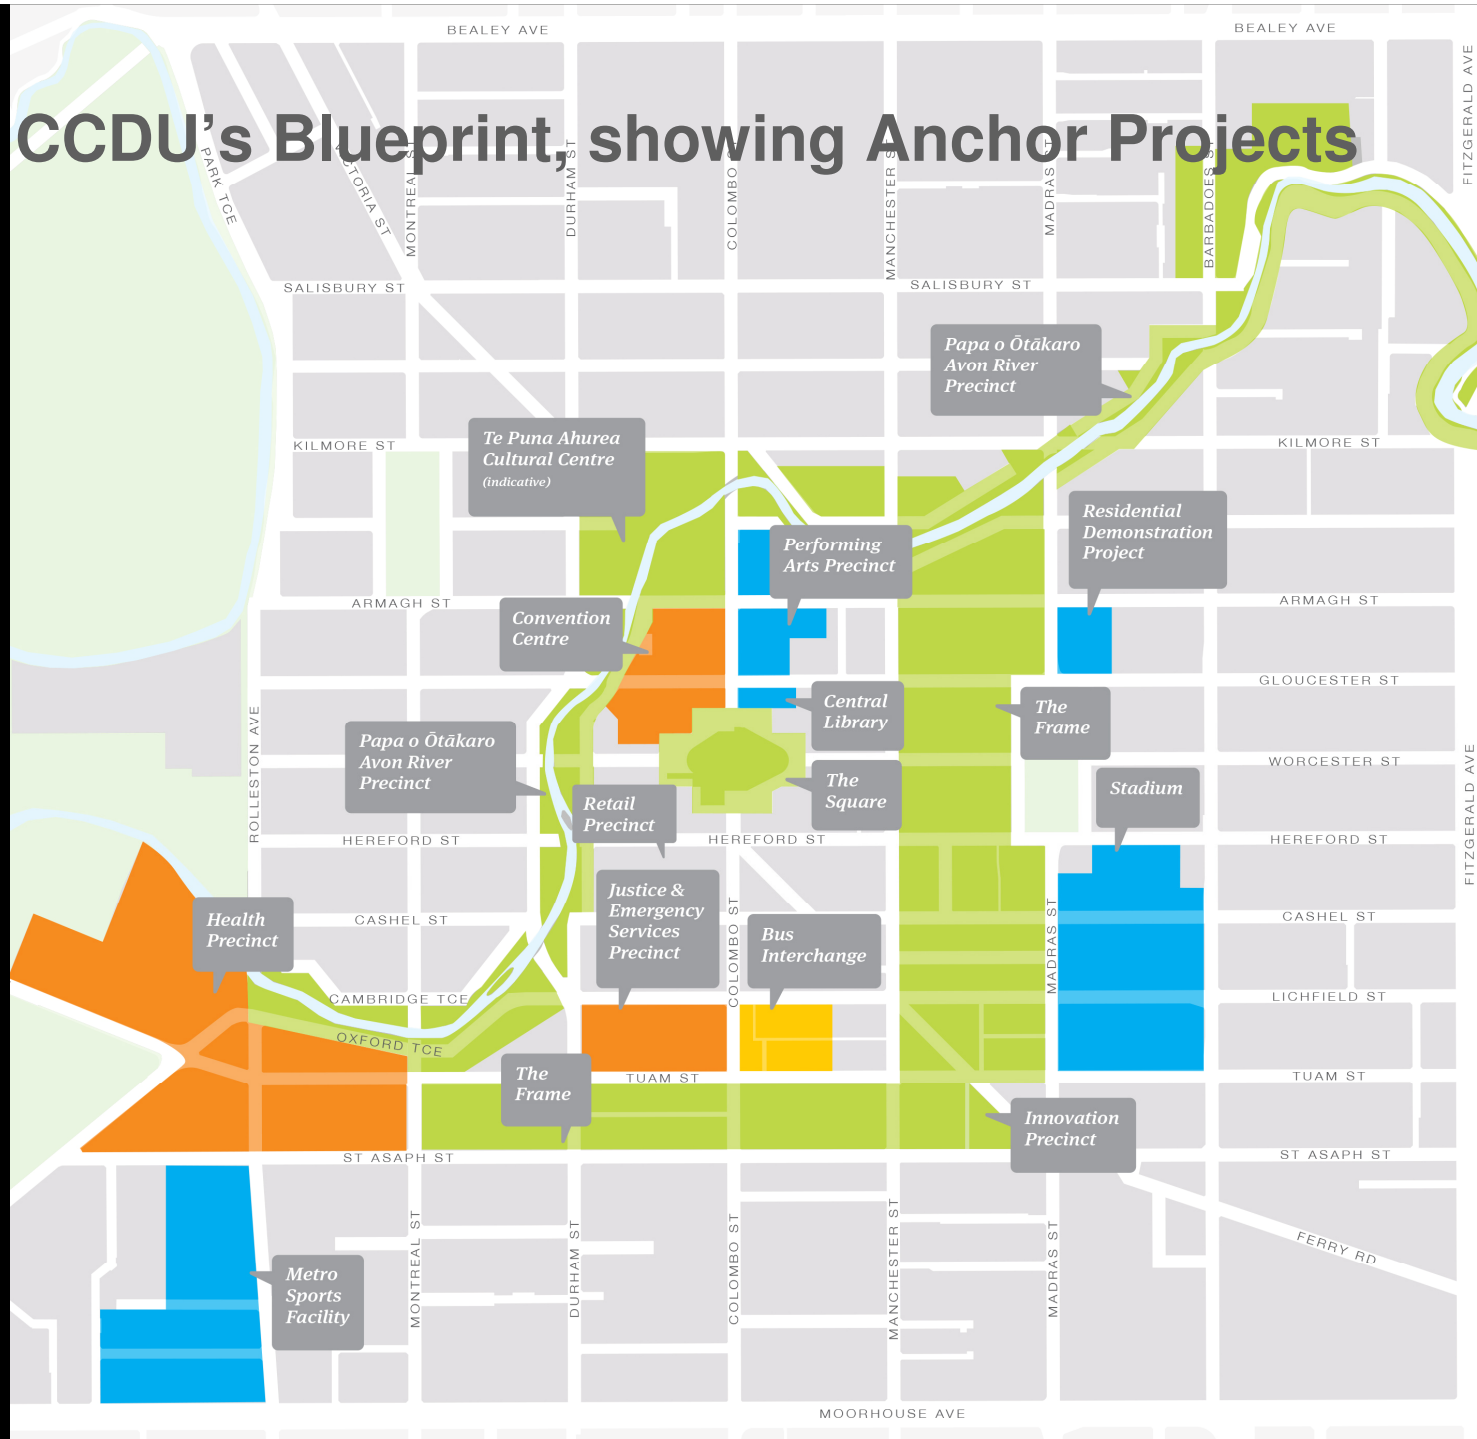 BEALEY AVE
BEALEY AVE
FITZGERALD AVE
CCDU's Blueprint, showing Anchor Projects
PARK TCE
VICTORIA ST
MONTREAL ST
DURHAM ST
COLOMBO ST
MANCHESTER ST
MADRAS ST
BARBADOES ST
SALISBURY ST
SALISBURY ST
Papa o Ōtākaro
Avon River
Precinct
Te Puna Ahurea
Cultural Centre
(indicative)
KILMORE ST
KILMORE ST
Residential
Demonstration
Project
Performing
Arts Precinct
ARMAGH ST
ARMAGH ST
Convention
Centre
GLOUCESTER ST
Central
Library
The
Frame
ROLLESTON AVE
Papa o Ōtākaro
Avon River
Precinct
WORCESTER ST
FITZGERALD AVE
The
Square
Stadium
Retail
Precinct
HEREFORD ST
HEREFORD ST
HEREFORD ST
Justice &
Emergency
Services
Precinct
Health
Precinct
CASHEL ST
CASHEL ST
COLOMBO ST
MADRAS ST
Bus
Interchange
CAMBRIDGE TCE
LICHFIELD ST
OXFORD TCE
The
Frame
TUAM ST
TUAM ST
Innovation
Precinct
ST ASAPH ST
ST ASAPH ST
MONTREAL ST
DURHAM ST
COLOMBO ST
MANCHESTER ST
MADRAS ST
FERRY RD
Metro
Sports
Facility
MOORHOUSE AVE